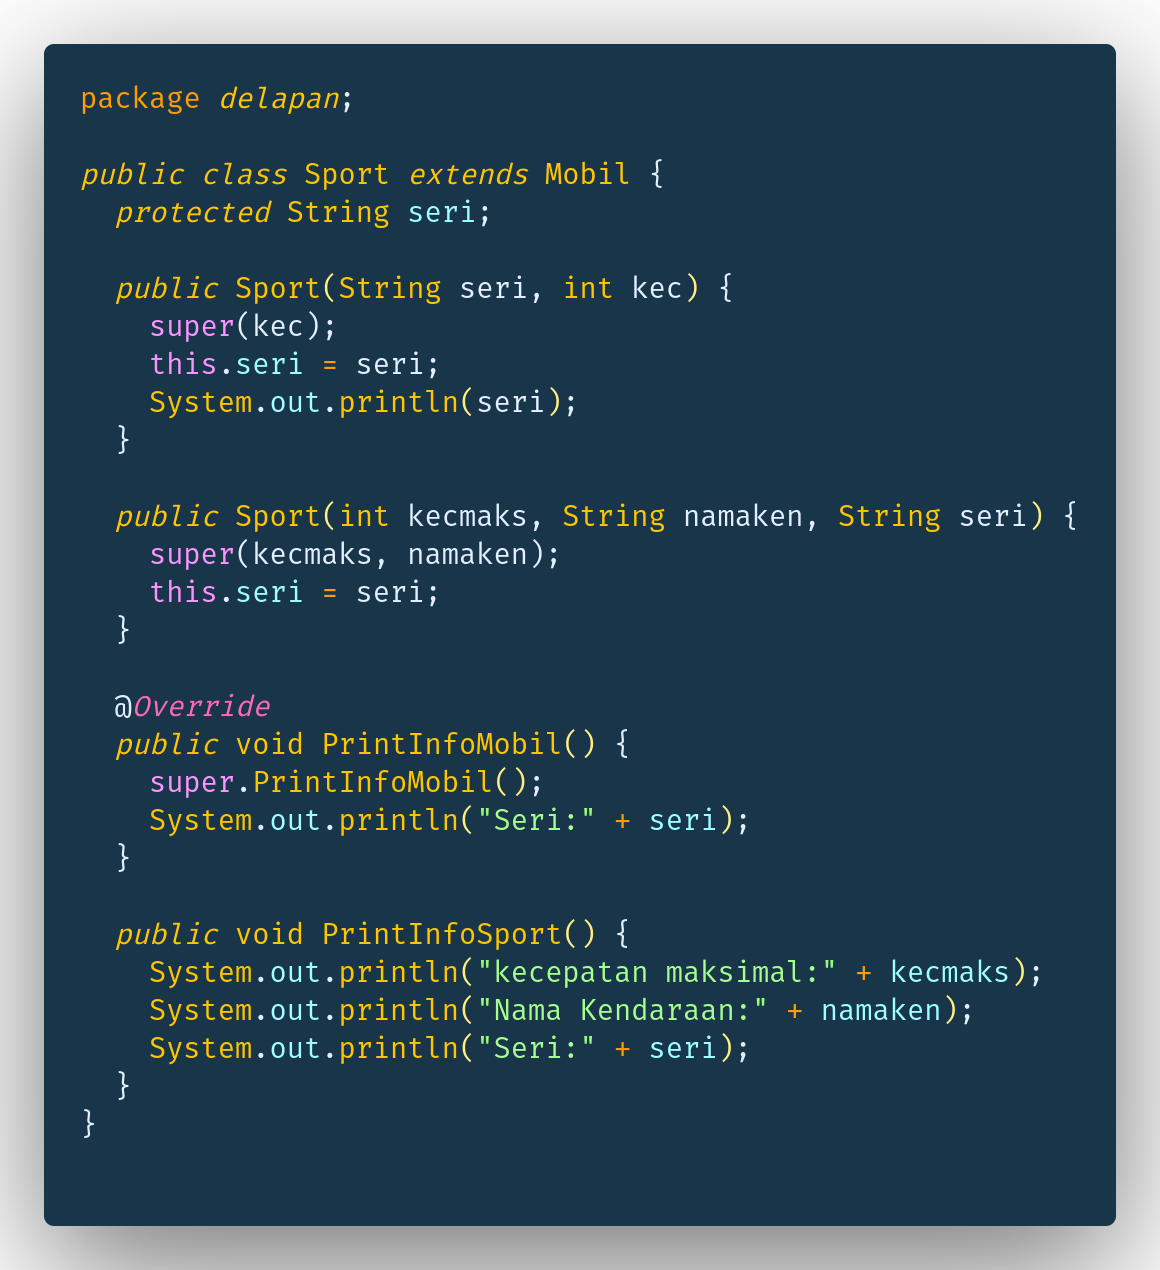 package delapan;

public class Sport extends Mobil {
  protected String seri;

  public Sport(String seri, int kec) {
    super(kec);
    this.seri = seri;
    System.out.println(seri);
  }

  public Sport(int kecmaks, String namaken, String seri) {
    super(kecmaks, namaken);
    this.seri = seri;
  }

  @Override
  public void PrintInfoMobil() {
    super.PrintInfoMobil();
    System.out.println("Seri:" + seri);
  }

  public void PrintInfoSport() {
    System.out.println("kecepatan maksimal:" + kecmaks);
    System.out.println("Nama Kendaraan:" + namaken);
    System.out.println("Seri:" + seri);
  }
}